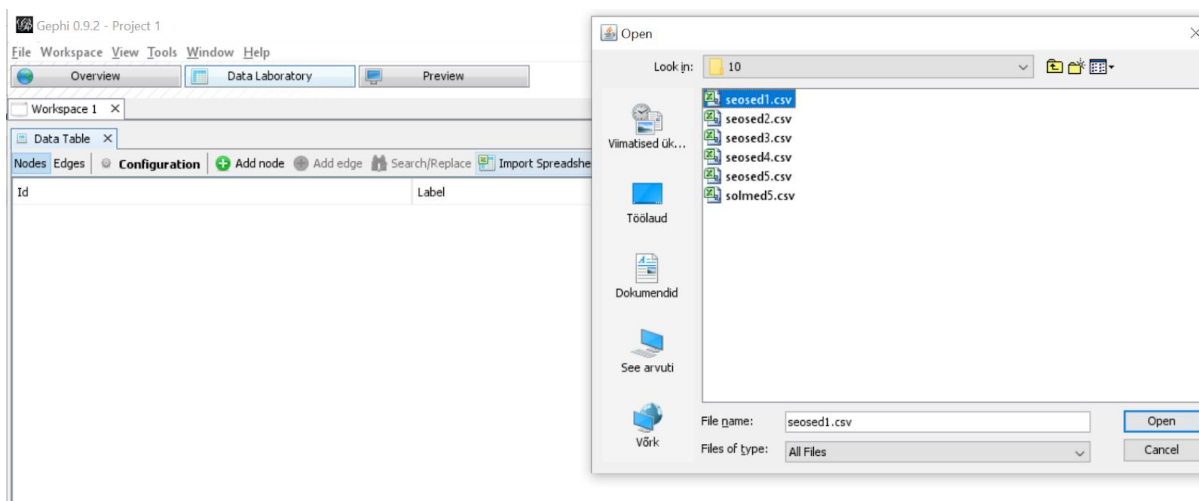 Gephi 0.9.2 - Project 1
File Workspace View Tools Window Help
Overview Data Laboratory Preview
Workspace 1
Data Table
Nodes Edges Configuration Add node Add edge Search/Replace Import Spreadshe
Id Label
Open
Look in: 10
Viimatised ük...
Töölaud
Dokumendid
See arvuti
Võrk
seosed1.csv
seosed2.csv
seosed3.csv
seosed4.csv
seosed5.csv
solmed5.csv
File name: seosed1.csv Open
Files of type: All Files Cancel